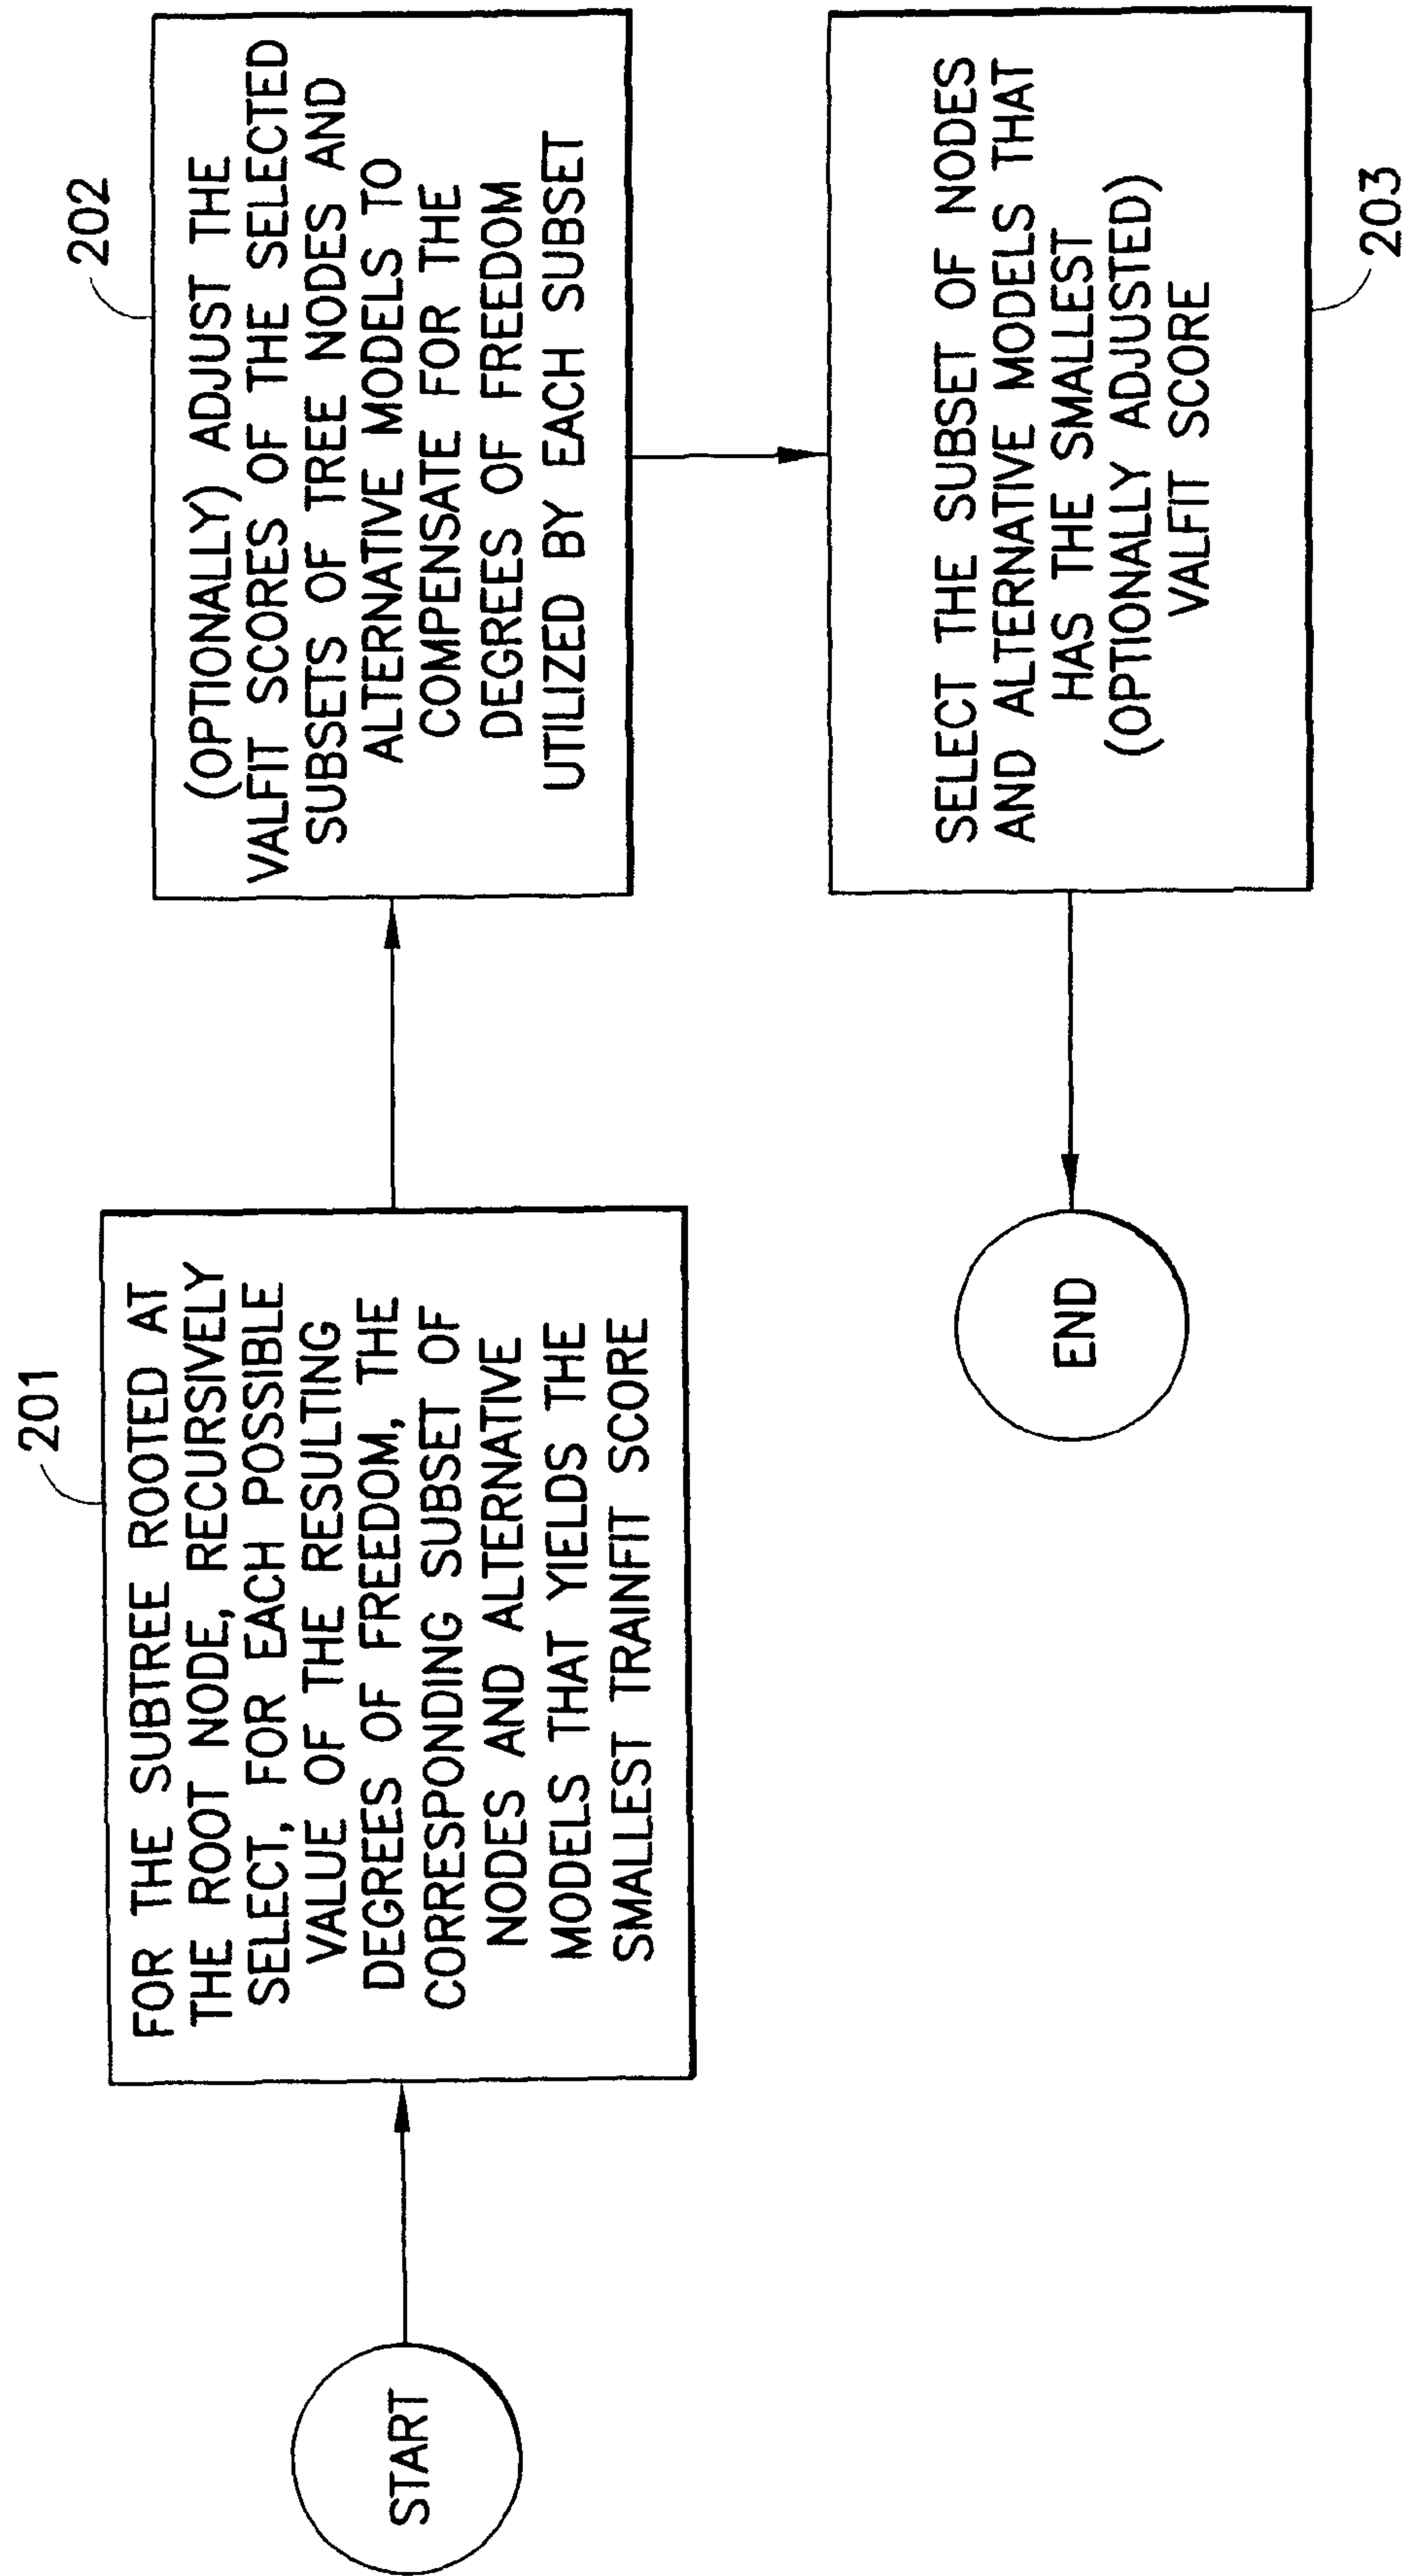 START
201
FOR THE SUBTREE ROOTED AT
THE ROOT NODE, RECURSIVELY
SELECT, FOR EACH POSSIBLE
VALUE OF THE RESULTING
DEGREES OF FREEDOM, THE
CORRESPONDING SUBSET OF
NODES AND ALTERNATIVE
MODELS THAT YIELDS THE
SMALLEST TRAINFIT SCORE
202
(OPTIONALLY) ADJUST THE
VALFIT SCORES OF THE SELECTED
SUBSETS OF TREE NODES AND
ALTERNATIVE MODELS TO
COMPENSATE FOR THE
DEGREES OF FREEDOM
UTILIZED BY EACH SUBSET
SELECT THE SUBSET OF NODES
AND ALTERNATIVE MODELS THAT
HAS THE SMALLEST
(OPTIONALLY ADJUSTED)
VALFIT SCORE
203
END